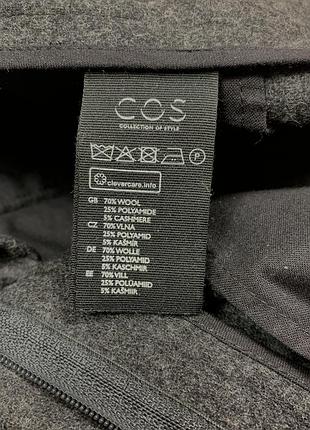 COS
COLLECTION OF STYLE
P
clevercare.info
GB 70% WOOL
25% POLYAMIDE
5% CASHMERE
CZ 70% VLNA
25% POLYAMID
5% KAŠMÍR
DE 70% WOLLE
25% POLYAMID
5% KASCHMIR
EE 70% VILL
25% POLÜAMIID
5% KAŠMIIR